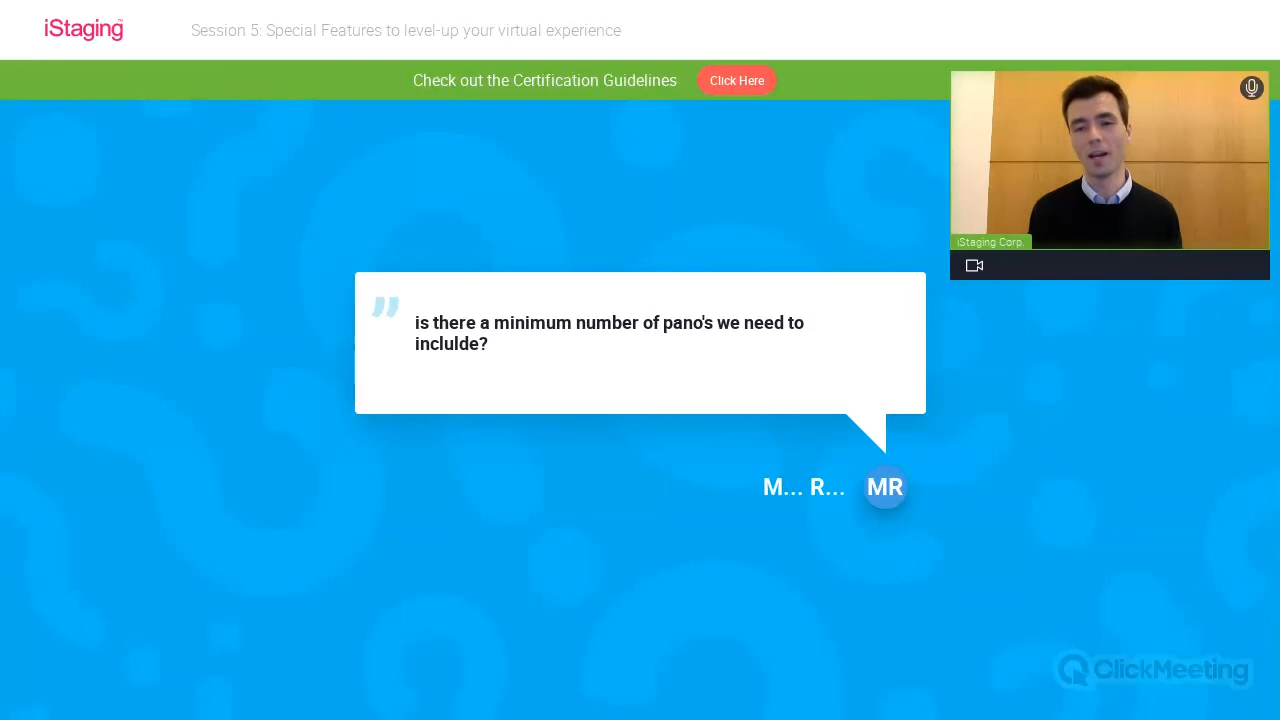 iStaging™
Session 5: Special Features to level-up your virtual experience
Check out the Certification Guidelines
Click Here
iStaging Corp.
”
is there a minimum number of pano's we need to
inclulde?
M... R...
MR
ClickMeeting